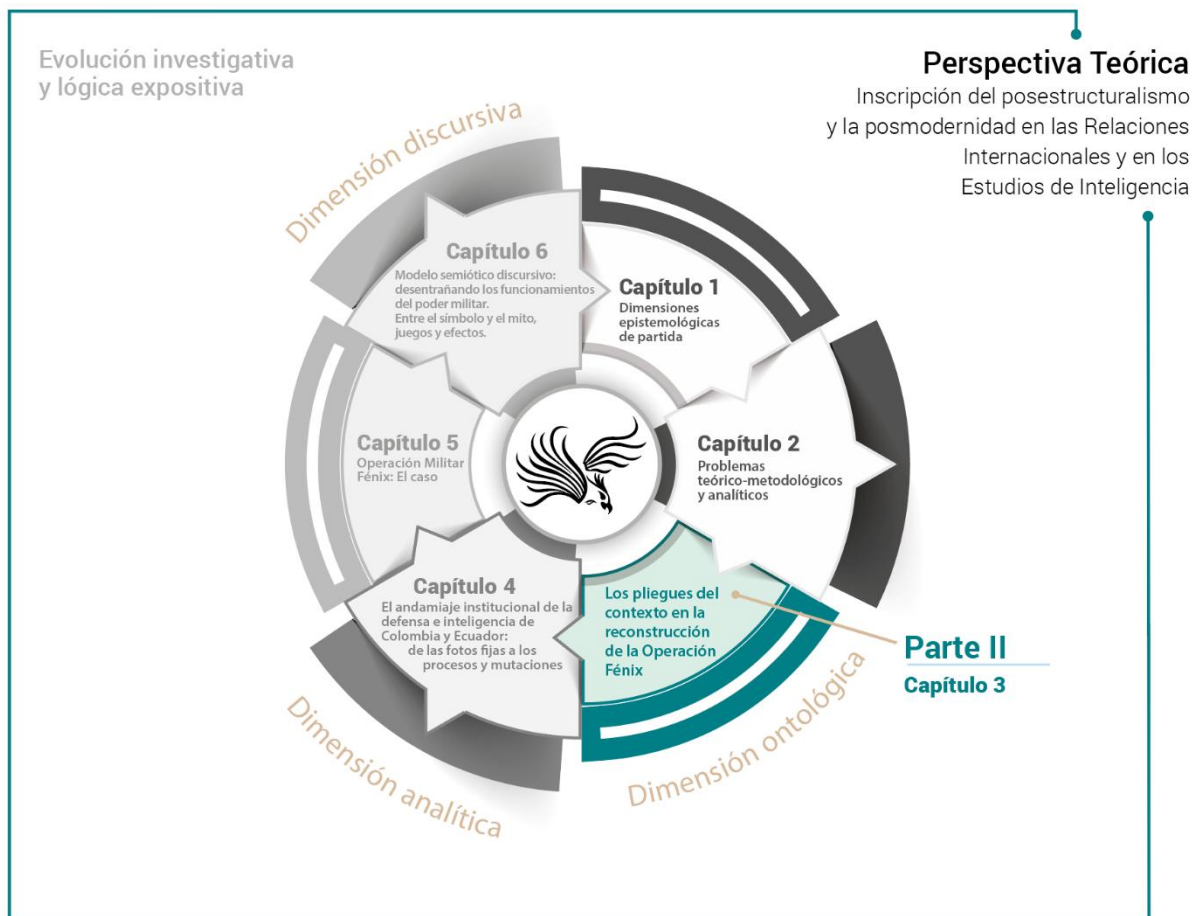 Evolución investigativa
y lógica expositiva
Perspectiva Teórica
Inscripción del posestructuralismo
y la posmodernidad en las Relaciones
Internacionales y en los
Estudios de Inteligencia
Dimensión discursiva
Capítulo 6
Modelo semiótico discursivo:
desentrañando los funcionamientos
del poder militar.
Entre el símbolo y el mito,
juegos y efectos.
Capítulo 1
Dimensiones
epistemológicas
de partida
Capítulo 5
Operación Militar
Fénix: El caso
Capítulo 2
Problemas
teórico-metodológicos
y analíticos
Capítulo 4
El andamiaje institucional de la
defensa e inteligencia de
Colombia y Ecuador:
de las fotos fijas a los
procesos y mutaciones
Los pliegues del
contexto en la
reconstrucción
de la Operación
Fénix
Parte II
Capítulo 3
Dimensión analítica
Dimensión ontológica